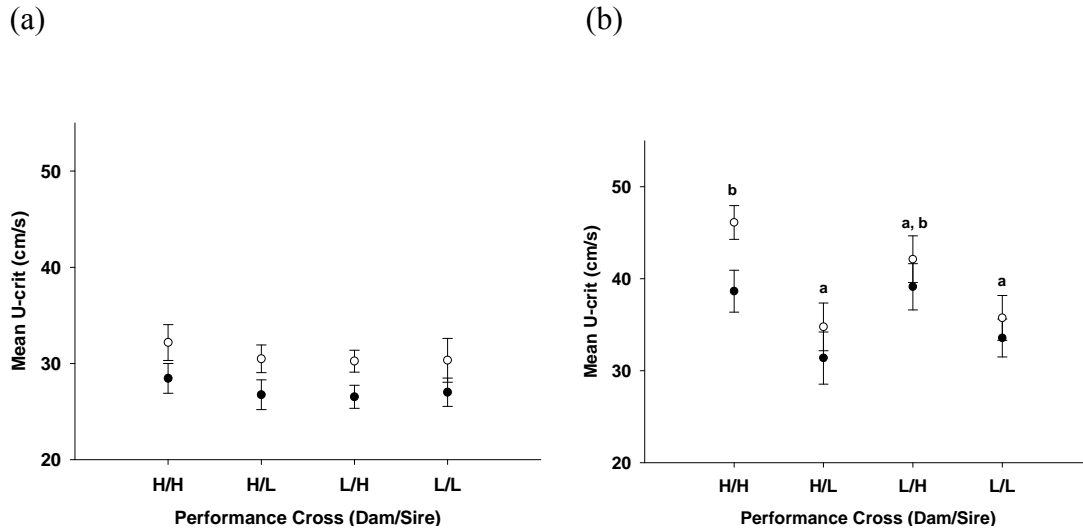 (a)
(b)
50
40
30
20
Mean U-crit (cm/s)
H/H H/L L/H L/L
Performance Cross (Dam/Sire)
50
40
30
20
Mean U-crit (cm/s)
b
a
a, b
a
H/H H/L L/H L/L
Performance Cross (Dam/Sire)